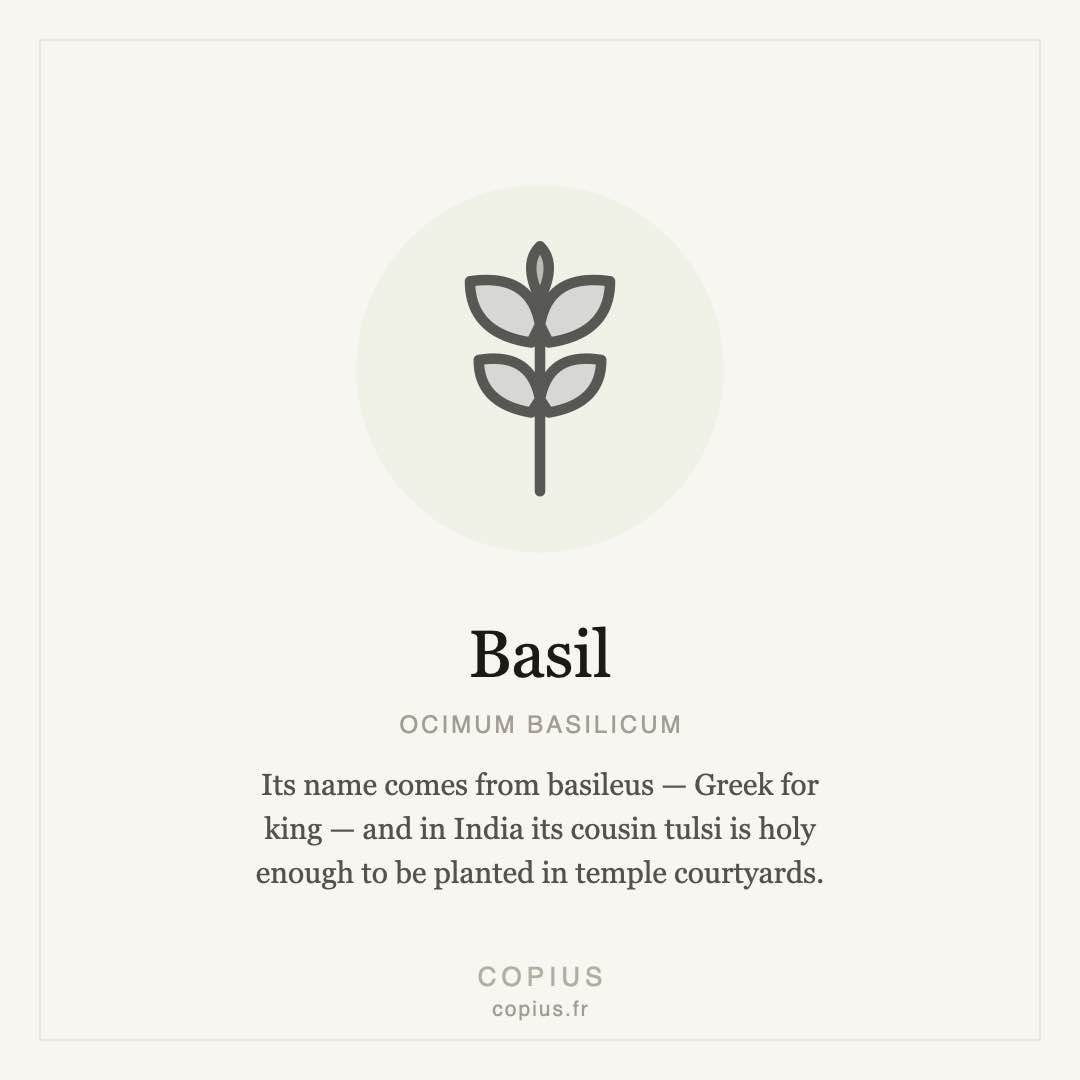 Basil
OCIMUM BASILICUM
Its name comes from basileus — Greek for
king — and in India its cousin tulsi is holy
enough to be planted in temple courtyards.
COPIUS
copius.fr